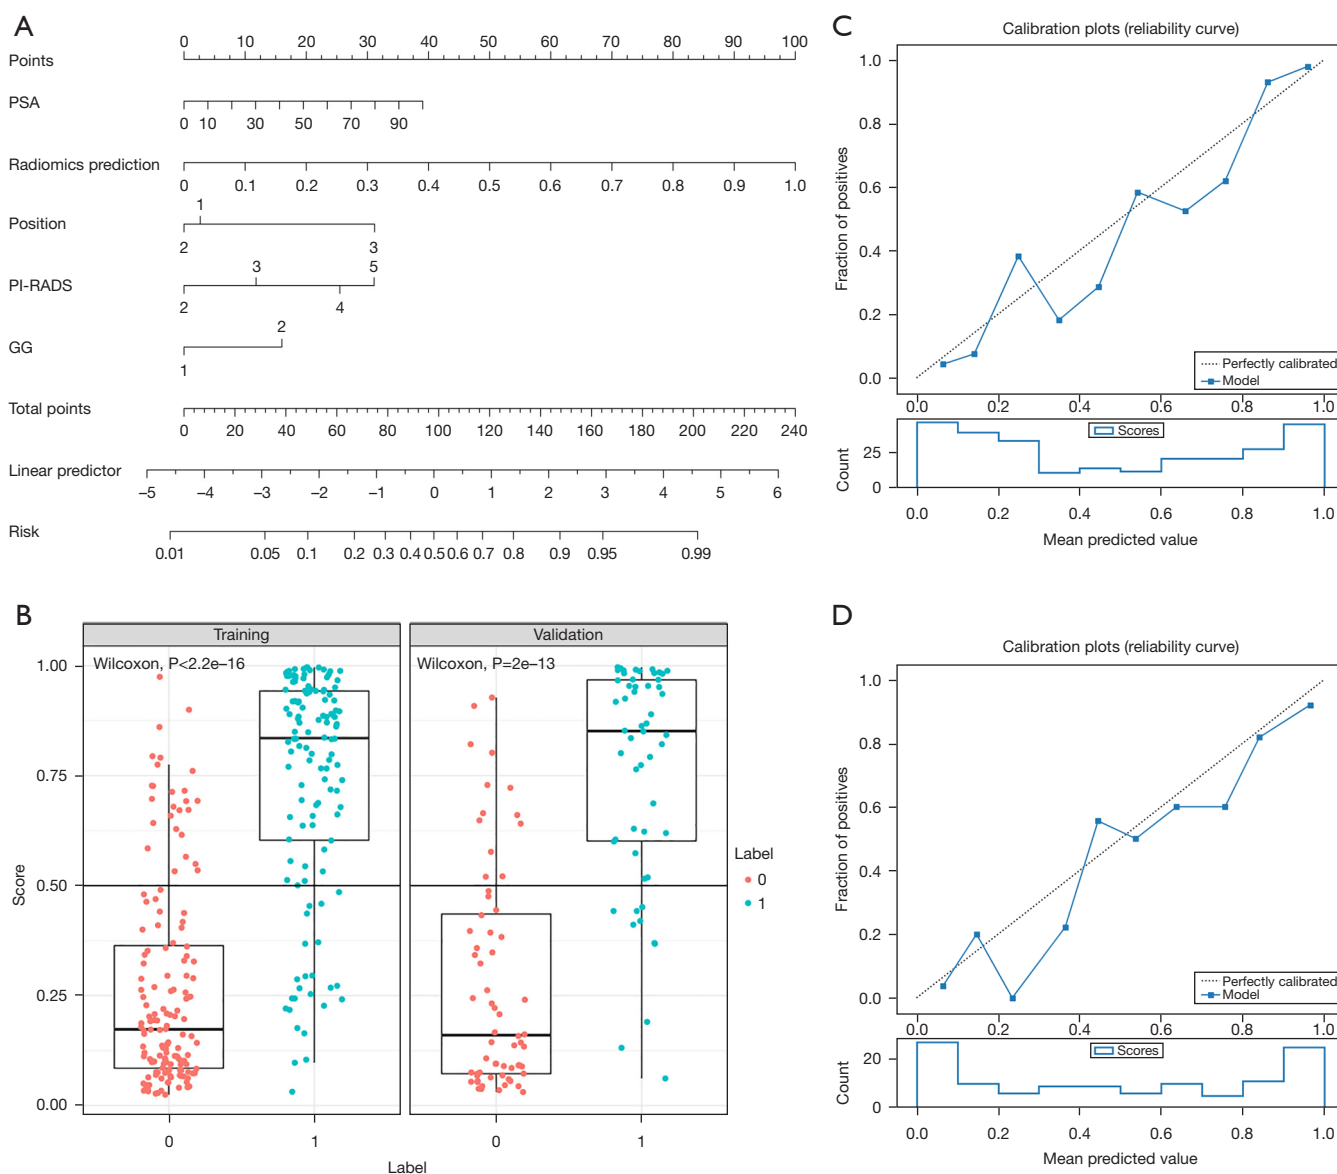 A
Points
0 10 20 30 40 50 60 70 80 90 100
PSA
0 10 30 50 70 90
Radiomics prediction
0 0.1 0.2 0.3 0.4 0.5 0.6 0.7 0.8 0.9 1.0
1
Position
2 3
3 5
PI-RADS
2 4
2
GG
1
Total points
0 20 40 60 80 100 120 140 160 180 200 220 240
Linear predictor
–5 –4 –3 –2 –1 0 1 2 3 4 5 6
Risk
0.01 0.05 0.1 0.2 0.3 0.4 0.5 0.6 0.7 0.8 0.9 0.95 0.99
B
Training
Validation
Wilcoxon, P<2.2e–16
Wilcoxon, P=2e–13
1.00
0.75
0.50
0.25
0.00
Score
0 1
0 1
Label
Label
0
1
C
Calibration plots (reliability curve)
1.0
0.8
0.6
0.4
0.2
0.0
Fraction of positives
Perfectly calibrated
Model
0.0 0.2 0.4 0.6 0.8 1.0
Scores
25
0
Count
0.0 0.2 0.4 0.6 0.8 1.0
Mean predicted value
D
Calibration plots (reliability curve)
1.0
0.8
0.6
0.4
0.2
0.0
Fraction of positives
Perfectly calibrated
Model
0.0 0.2 0.4 0.6 0.8 1.0
Scores
20
0
Count
0.0 0.2 0.4 0.6 0.8 1.0
Mean predicted value